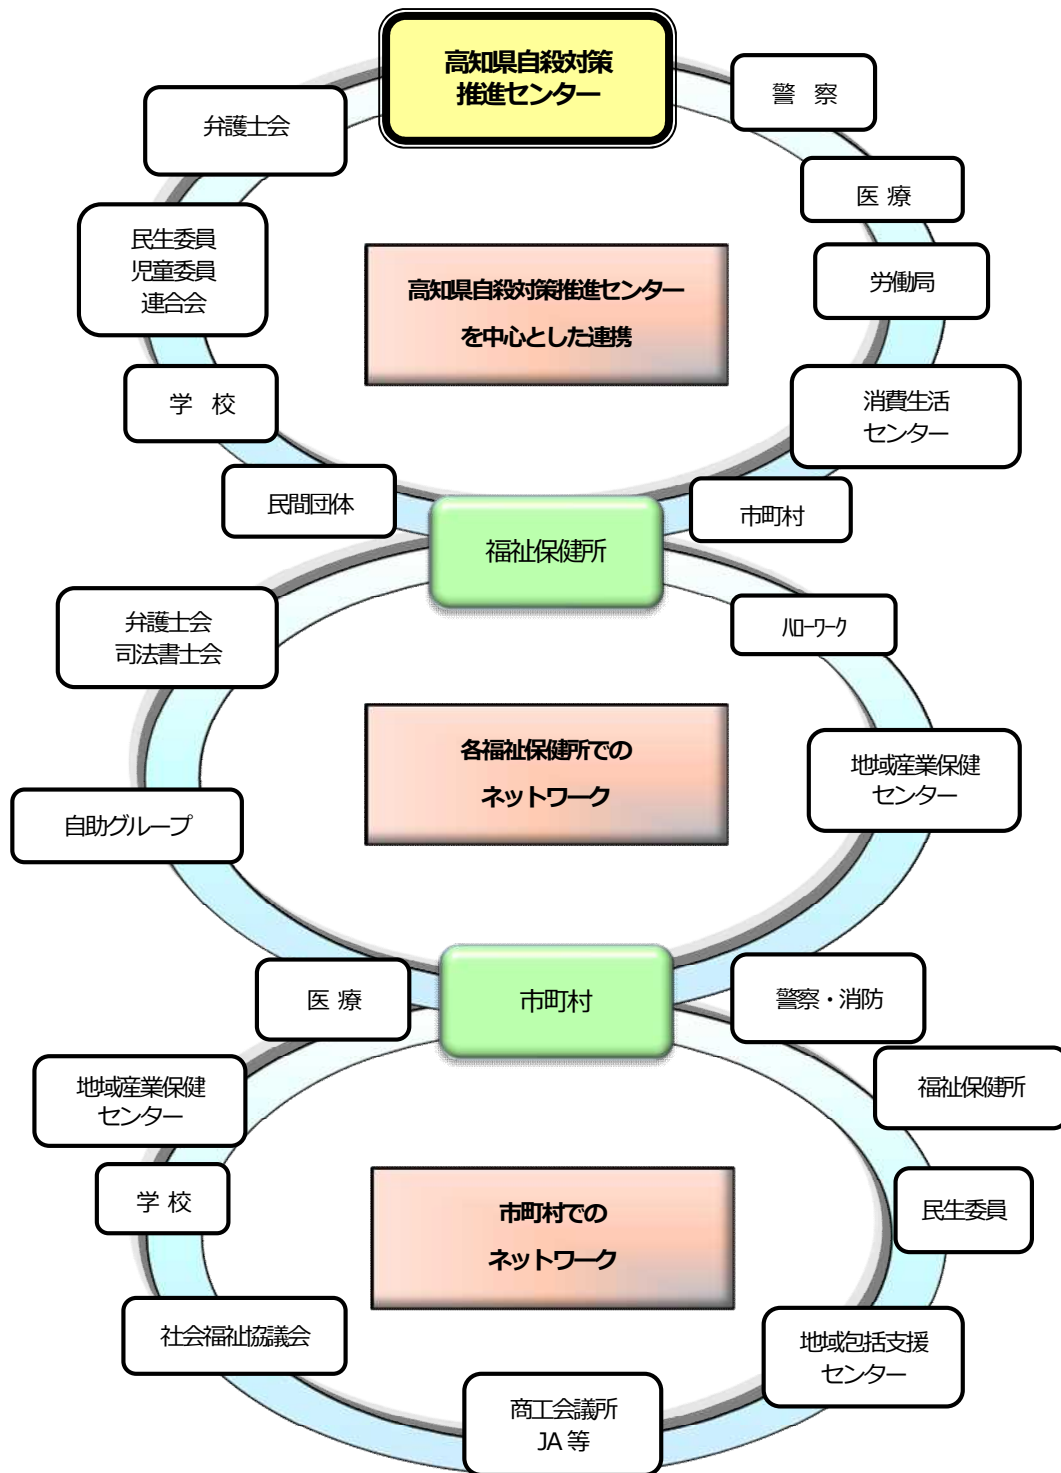 高知県自殺対策
推進センター
警 察
弁護士会
医 療
民生委員
児童委員
連合会
労働局
高知県自殺対策推進センター
を中心とした連携
学 校
消費生活
センター
民間団体
市町村
福祉保健所
弁護士会
司法書士会
ﾊﾛｰﾜｰｸ
各福祉保健所での
ネットワーク
地域産業保健
センター
自助グループ
医 療
市町村
警察・消防
地域産業保健
センター
福祉保健所
学 校
民生委員
市町村での
ネットワーク
社会福祉協議会
地域包括支援
センター
商工会議所
JA 等